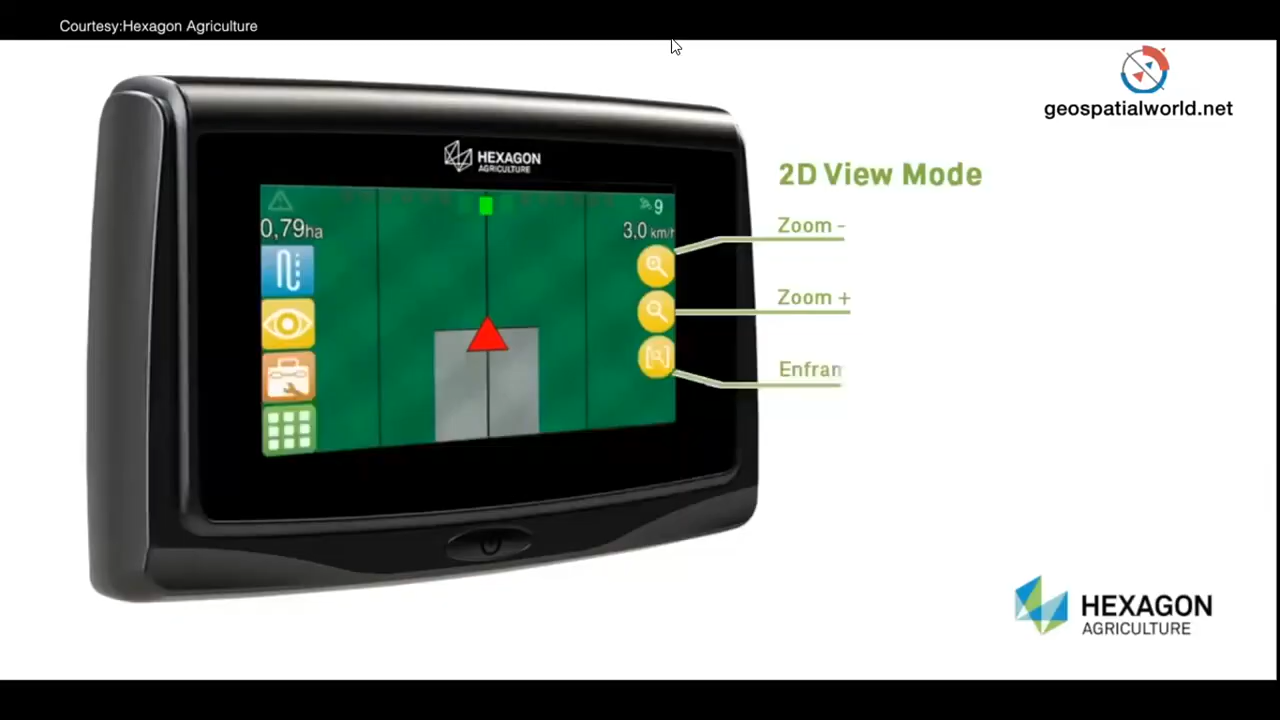 Courtesy:Hexagon Agriculture
geospatialworld.net
HEXAGON
AGRICULTURE
2D View Mode
9
0,79ha
3,0 km/h
Zoom -
Zoom +
Enfran
HEXAGON
AGRICULTURE